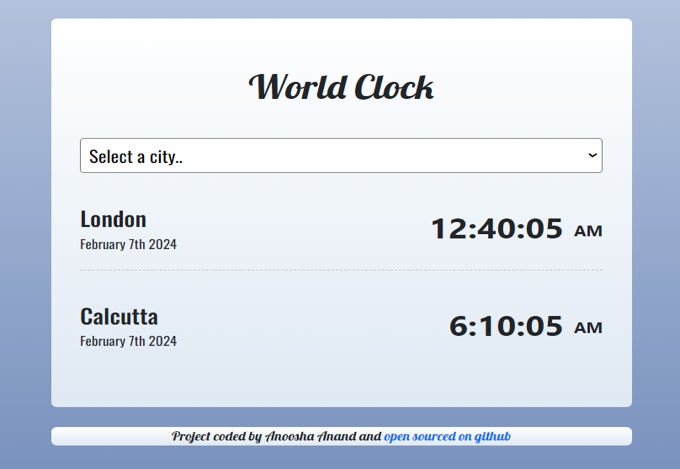 World Clock
Select a city..
London
12:40:05 AM
February 7th 2024
Calcutta
6:10:05 AM
February 7th 2024
Project coded by Anoosha Anand and open sourced on github